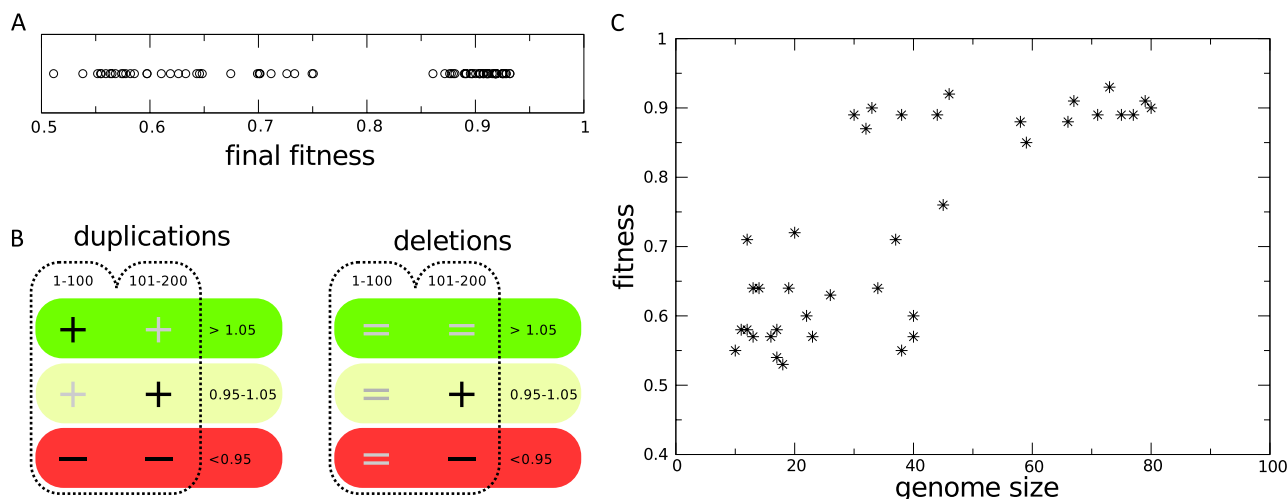 A
0.5 0.6 0.7 0.8 0.9 1
final fitness
B
duplications
1-100 101-200
+ + > 1.05
+ + 0.95-1.05
− − <0.95
deletions
1-100 101-200
= = > 1.05
= + 0.95-1.05
= − <0.95
C
1
0.9
0.8
0.7
0.6
0.5
0.4
fitness
0 20 40 60 80 100
genome size